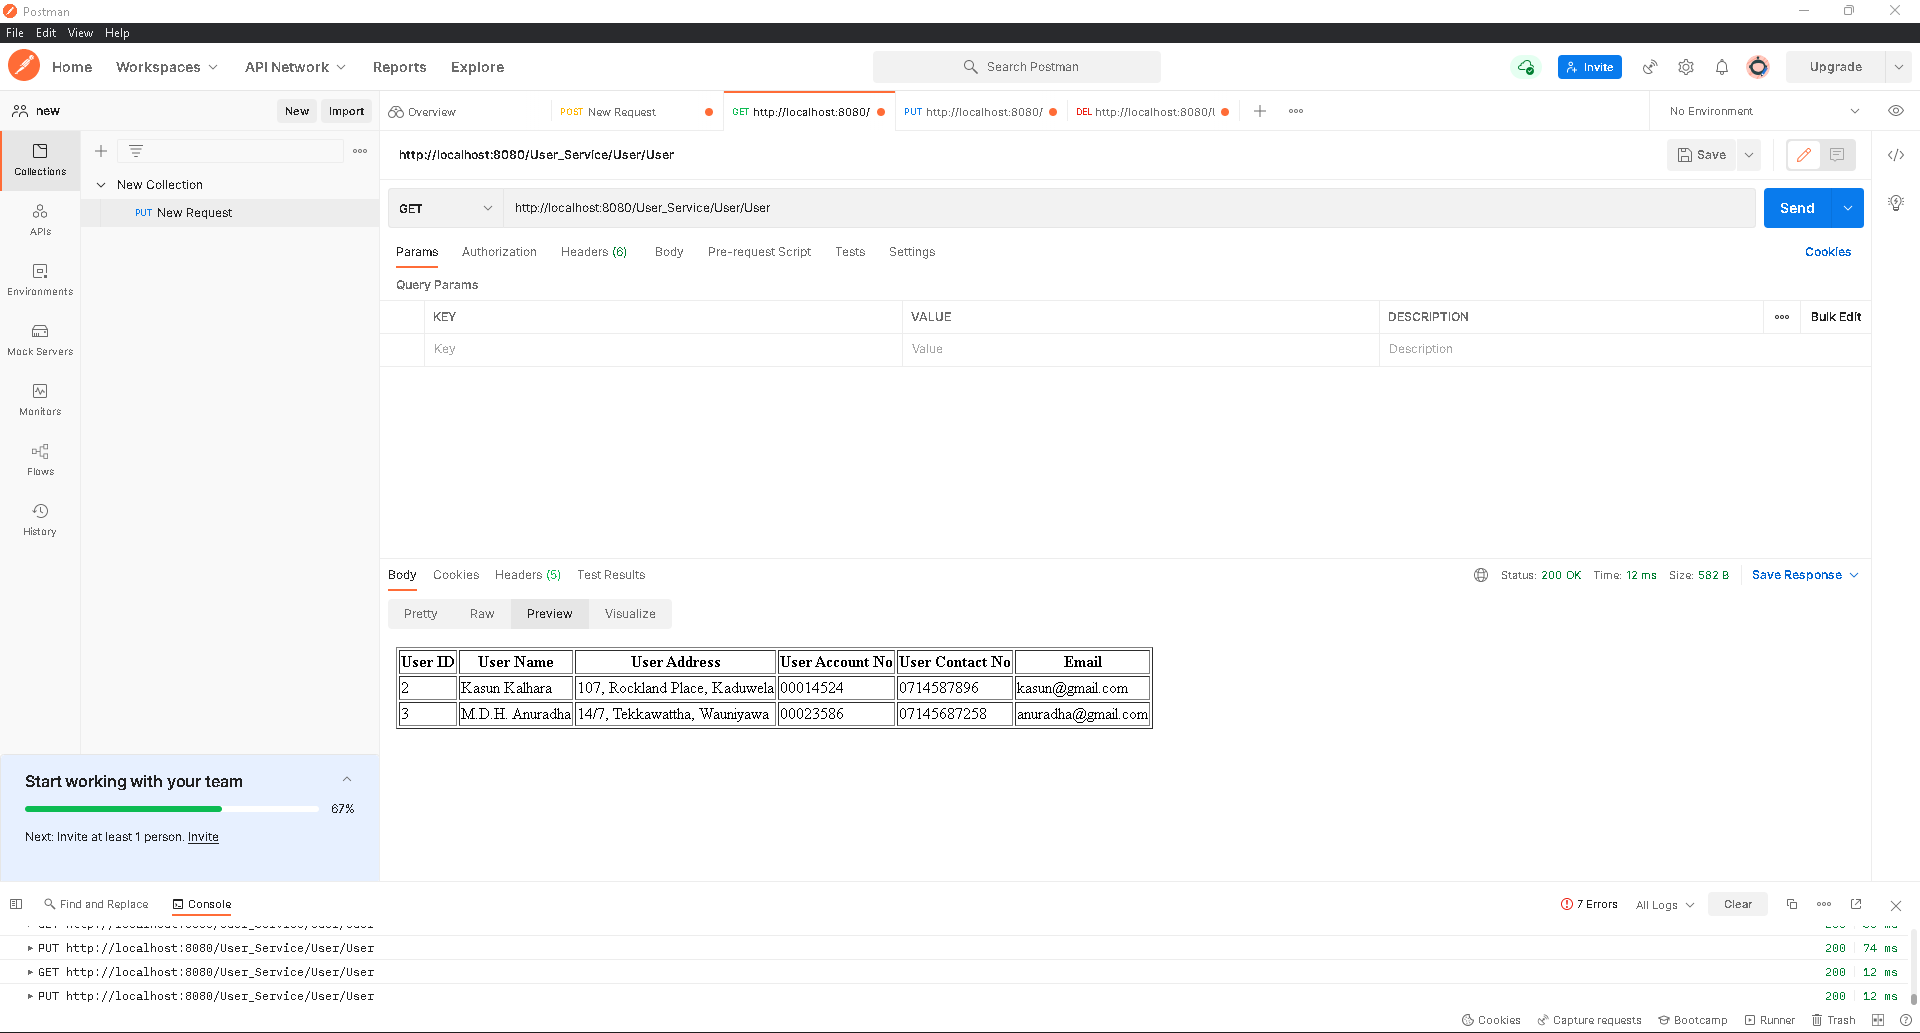 Postman
File Edit View Help
Home Workspaces API Network Reports Explore Search Postman Invite Upgrade
new New Import Overview POST New Request GET http://localhost:8080/ PUT http://localhost:8080/ DEL http://localhost:8080/ No Environment
http://localhost:8080/User_Service/User/User Save
Collections
New Collection
PUT New Request
GET http://localhost:8080/User_Service/User/User Send
APIs
Environments
Mock Servers
Monitors
Flows
History
Params Authorization Headers (6) Body Pre-request Script Tests Settings Cookies
Query Params
KEY VALUE DESCRIPTION Bulk Edit
Key Value Description
Body Cookies Headers (5) Test Results Status: 200 OK Time: 12 ms Size: 582 B Save Response
Pretty Raw Preview Visualize
User ID User Name User Address User Account No User Contact No Email
2 Kasun Kalhara 107, Rockland Place, Kaduwela 00014524 0714587896 kasun@gmail.com
3 M.D.H. Anuradha 14/7, Tekkawattha, Wauniyawa 00023586 07145687258 anuradha@gmail.com
Start working with your team
67%
Next: Invite at least 1 person. Invite
Find and Replace Console 7 Errors All Logs Clear
GET http://localhost:8080/User_Service/User/User 200 ms
PUT http://localhost:8080/User_Service/User/User 200 74 ms
GET http://localhost:8080/User_Service/User/User 200 12 ms
PUT http://localhost:8080/User_Service/User/User 200 12 ms
Cookies Capture requests Bootcamp Runner Trash